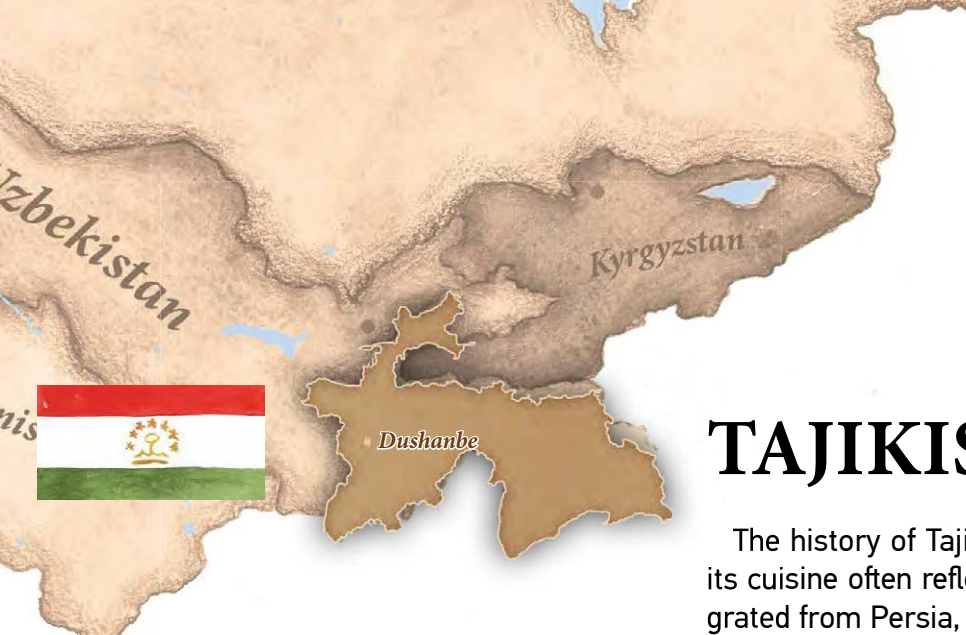 Uzbekistan
Kyrgyzstan
Dushanbe
TAJIKIS
The history of Taji
its cuisine often refle
grated from Persia,